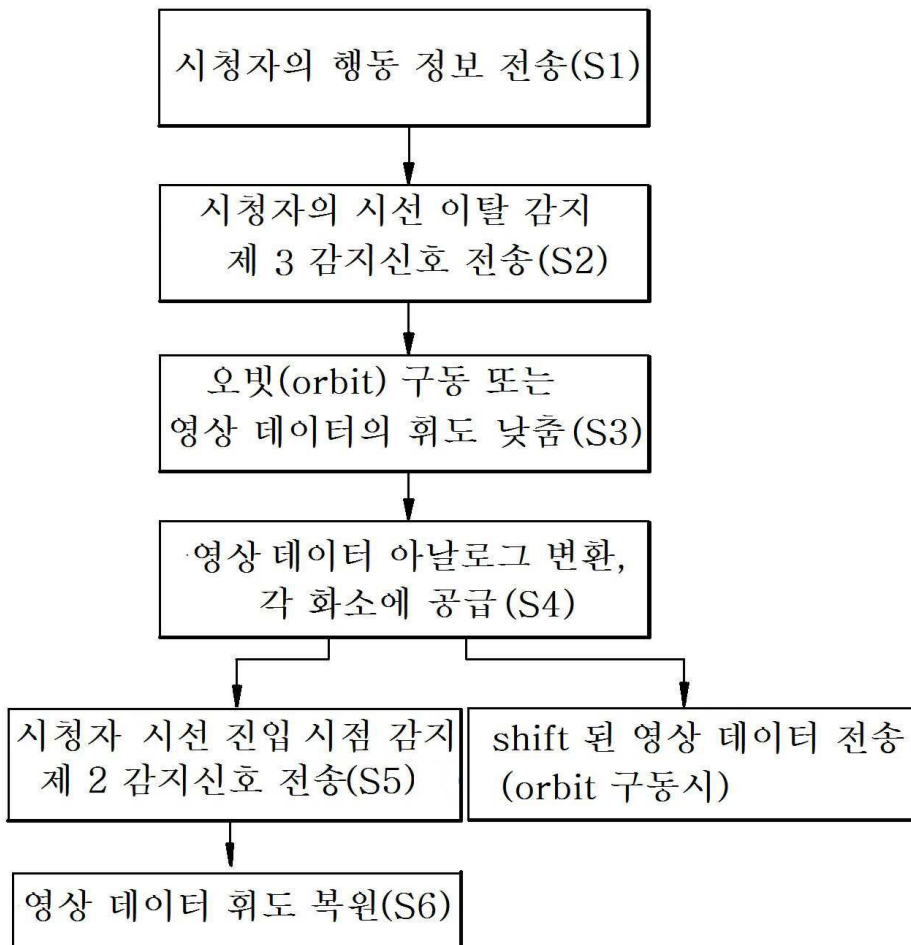 시청자의 행동 정보 전송(S1)
시청자의 시선 이탈 감지
제 3 감지신호 전송(S2)
오빗(orbit) 구동 또는
영상 데이터의 휘도 낮춤(S3)
영상 데이터 아날로그 변환,
각 화소에 공급(S4)
시청자 시선 진입 시점 감지
제 2 감지신호 전송(S5)
shift 된 영상 데이터 전송
(orbit 구동시)
영상 데이터 휘도 복원(S6)